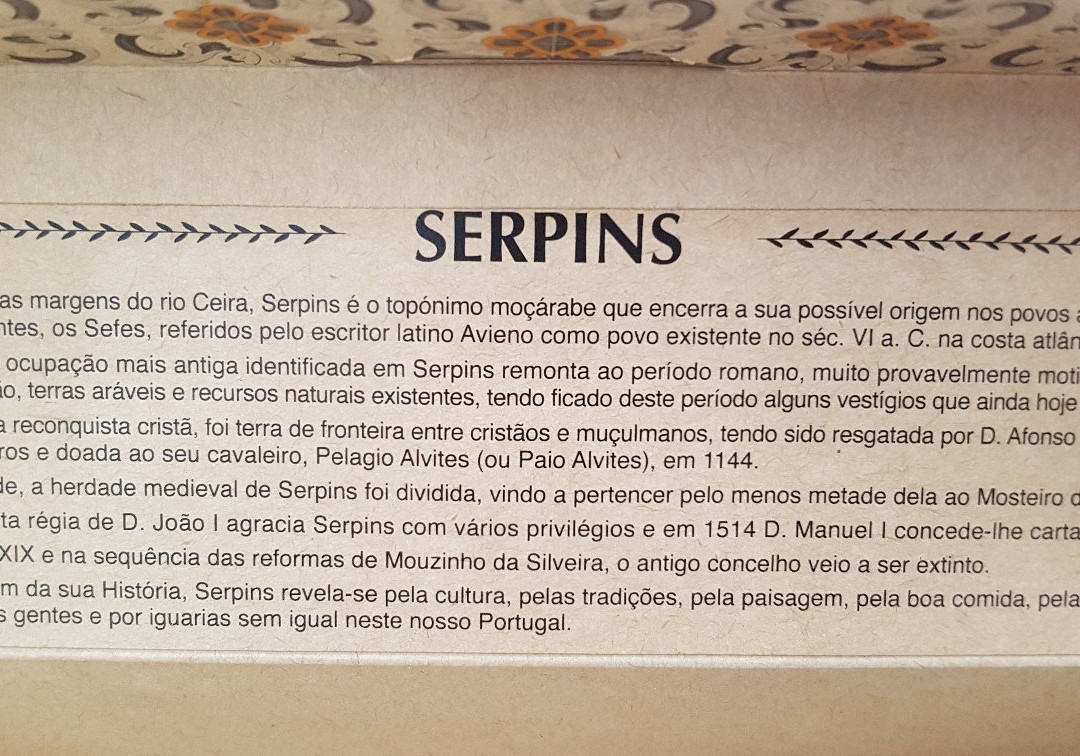 SERPINS
as margens do rio Ceira, Serpins é o topónimo moçárabe que encerra a sua possível origem nos povos
ntes, os Sefes, referidos pelo escritor latino Avieno como povo existente no séc. VI a. C. na costa atlân
ocupação mais antiga identificada em Serpins remonta ao período romano, muito provavelmente moti
ão, terras aráveis e recursos naturais existentes, tendo ficado deste período alguns vestígios que ainda hoje
a reconquista cristã, foi terra de fronteira entre cristãos e muçulmanos, tendo sido resgatada por D. Afonso
ros e doada ao seu cavaleiro, Pelagio Alvites (ou Paio Alvites), em 1144.
de, a herdade medieval de Serpins foi dividida, vindo a pertencer pelo menos metade dela ao Mosteiro d
ta régia de D. João I agracia Serpins com vários privilégios e em 1514 D. Manuel I concede-lhe carta
XIX e na sequência das reformas de Mouzinho da Silveira, o antigo concelho veio a ser extinto.
m da sua História, Serpins revela-se pela cultura, pelas tradições, pela paisagem, pela boa comida, pela
s gentes e por iguarias sem igual neste nosso Portugal.